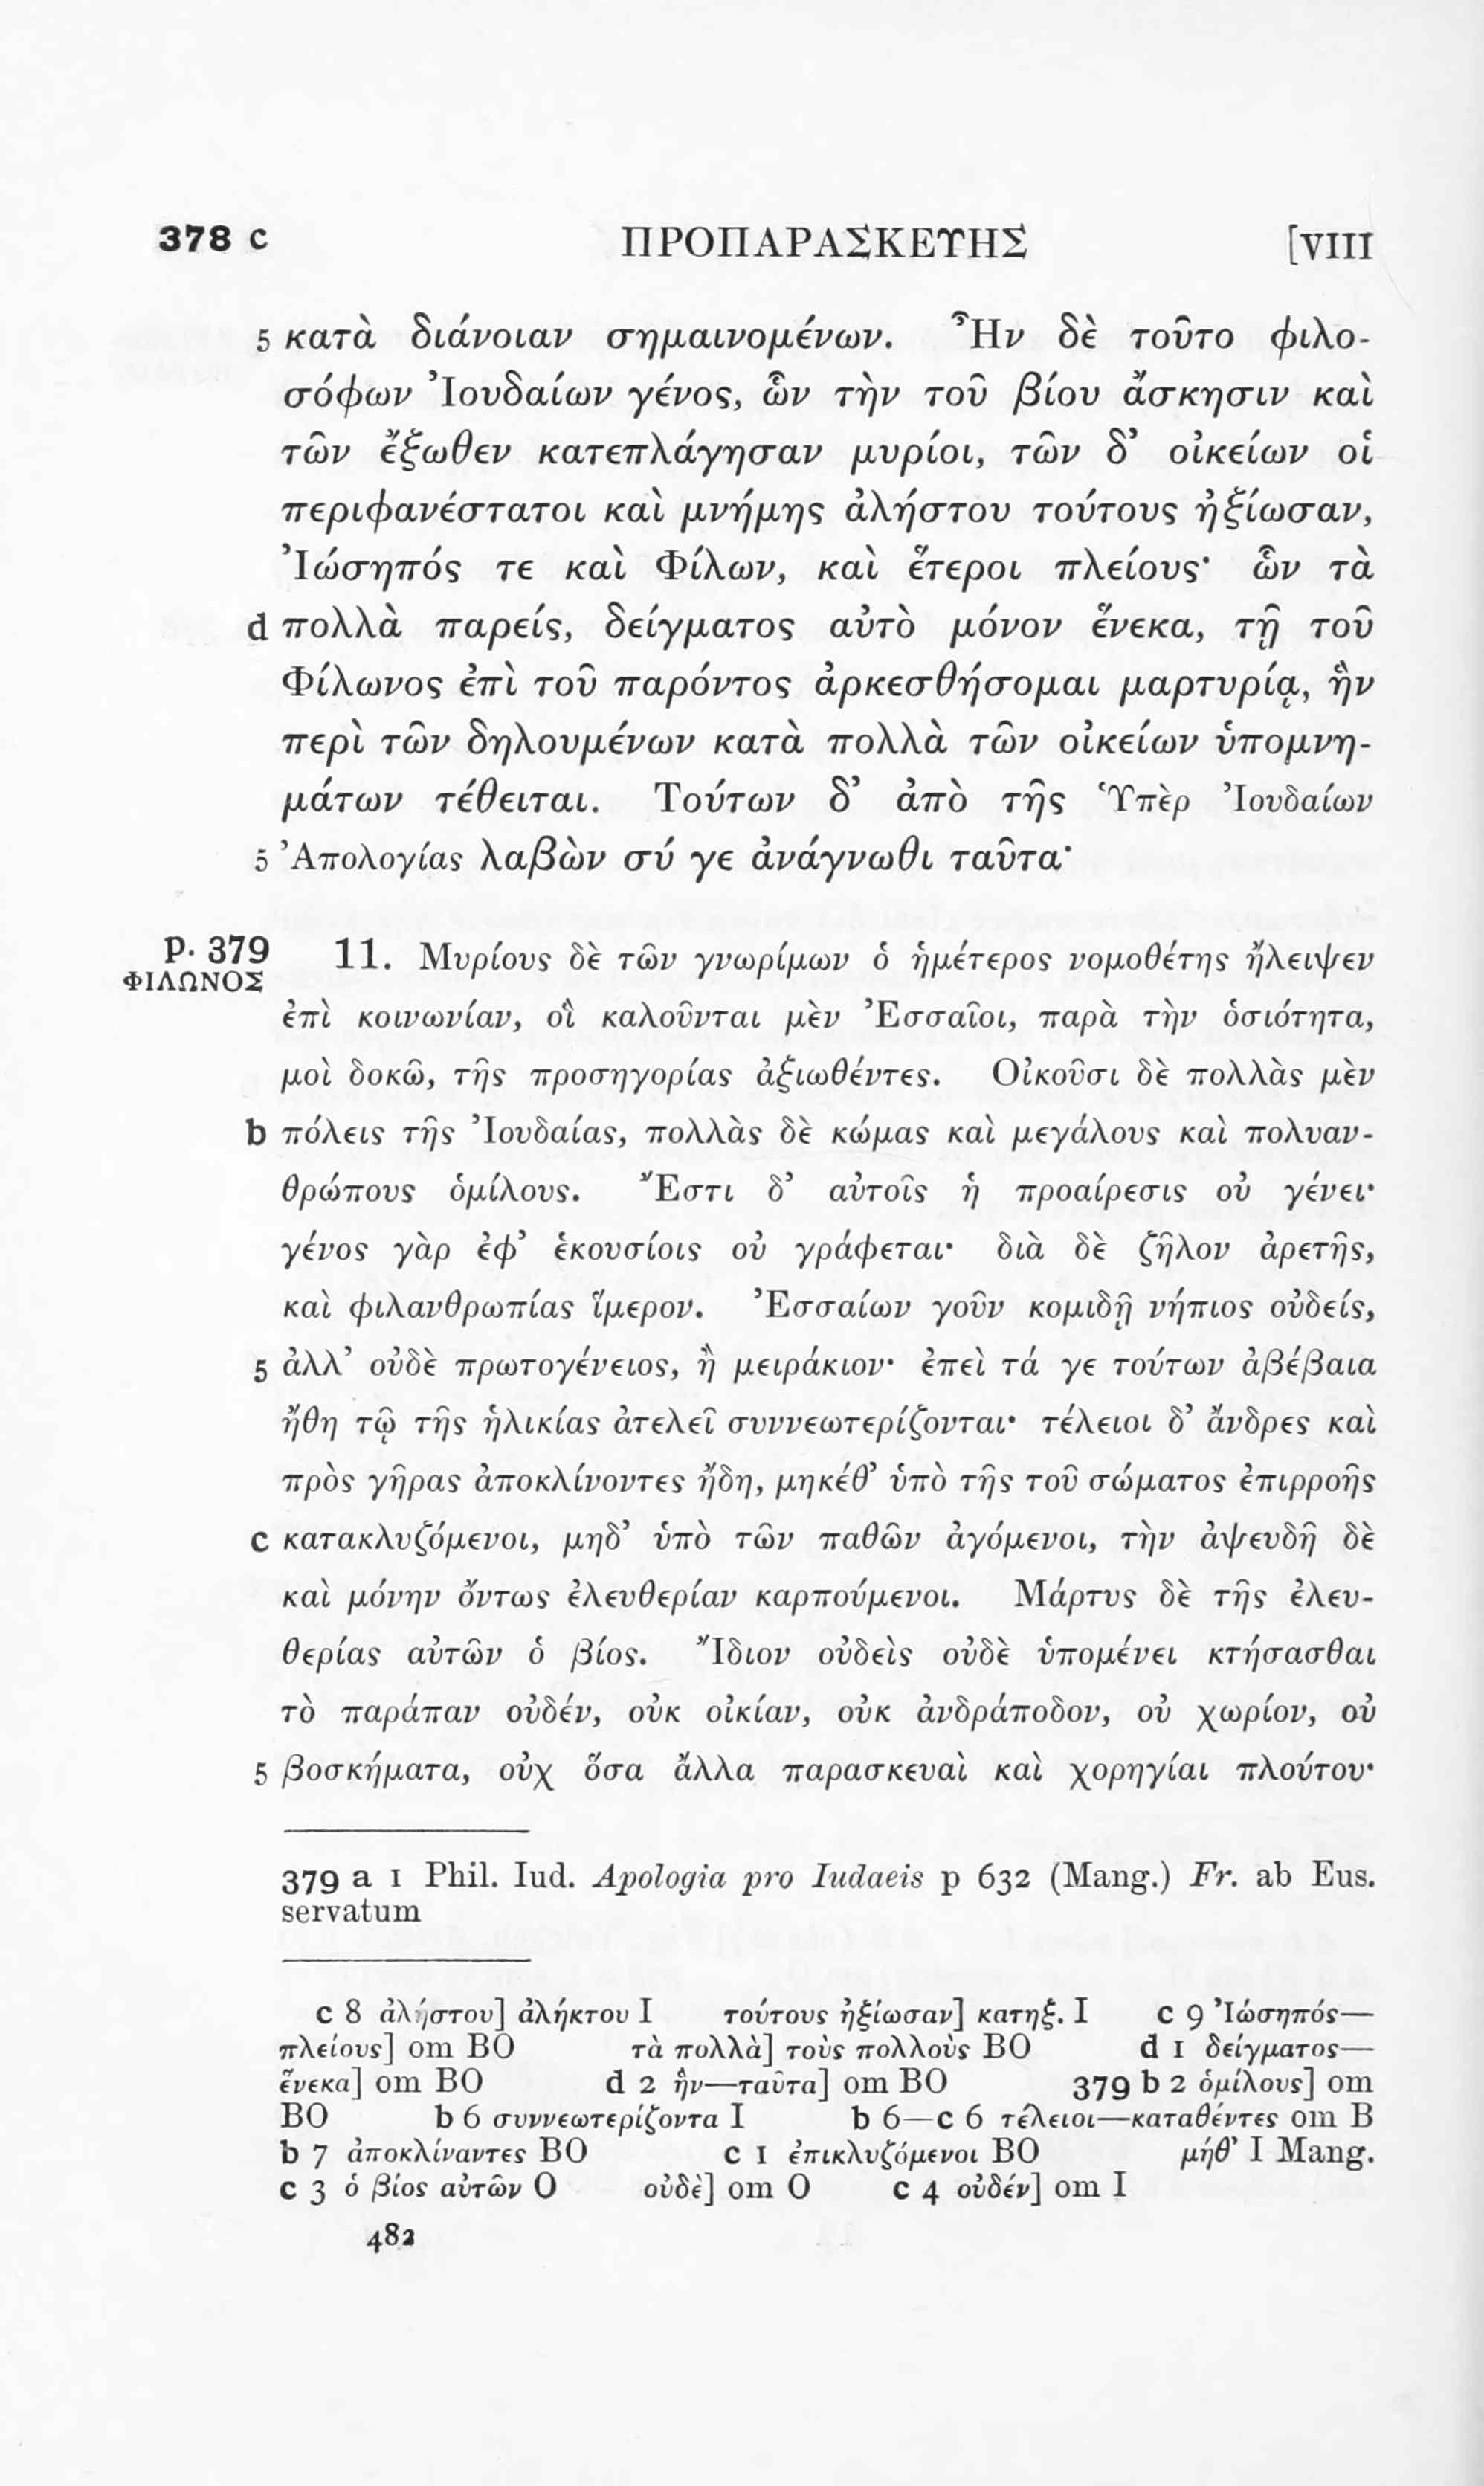 378 c ΠΡΟΠΑΡΑΣΚΕΥΗΣ [VIII
5 κατὰ διάνοιαν σημαινομένων. Ἦν δὲ τοῦτο φιλο-
σόφων Ἰουδαίων γένος, ὧν τὴν τοῦ βίου ἄσκησιν καὶ
τῶν ἔξωθεν κατεπλάγησαν μυρίοι, τῶν δ’ οἰκείων οἱ
περιφανέστατοι καὶ μνήμης ἀλήστου τούτους ἠξίωσαν,
Ἰώσηπός τε καὶ Φίλων, καὶ ἕτεροι πλείους· ὧν τὰ
d πολλὰ παρείς, δείγματος αὐτὸ μόνον ἕνεκα, τῇ τοῦ
Φίλωνος ἐπὶ τοῦ παρόντος ἀρκεσθήσομαι μαρτυρίᾳ, ἣν
περὶ τῶν δηλουμένων κατὰ πολλὰ τῶν οἰκείων ὑπομνη-
μάτων τέθειται. Τούτων δ’ ἀπὸ τῆς Ὑπὲρ Ἰουδαίων
5 Ἀπολογίας λαβὼν σύ γε ἀνάγνωθι ταῦτα·
p. 379 11. Μυρίους δὲ τῶν γνωρίμων ὁ ἡμέτερος νομοθέτης ἤλειψεν
ΦΙΛΩΝΟΣ
ἐπὶ κοινωνίαν, οἳ καλοῦνται μὲν Ἐσσαῖοι, παρὰ τὴν ὁσιότητα,
μοὶ δοκῶ, τῆς προσηγορίας ἀξιωθέντες. Οἰκοῦσι δὲ πολλὰς μὲν
b πόλεις τῆς Ἰουδαίας, πολλὰς δὲ κώμας καὶ μεγάλους καὶ πολυαν-
θρώπους ὁμίλους. Ἔστι δ’ αὐτοῖς ἡ προαίρεσις οὐ γένει·
γένος γὰρ ἐφ’ ἑκουσίοις οὐ γράφεται· διὰ δὲ ζῆλον ἀρετῆς,
καὶ φιλανθρωπίας ἵμερον. Ἐσσαίων γοῦν κομιδῇ νήπιος οὐδείς,
5 ἀλλ’ οὐδὲ πρωτογένειος, ἢ μειράκιον· ἐπεὶ τά γε τούτων ἀβέβαια
ἤθη τῷ τῆς ἡλικίας ἀτελεῖ συννεωτερίζονται· τέλειοι δ’ ἄνδρες καὶ
πρὸς γῆρας ἀποκλίνοντες ἤδη, μηκέθ’ ὑπὸ τῆς τοῦ σώματος ἐπιρροῆς
c κατακλυζόμενοι, μηδ’ ὑπὸ τῶν παθῶν ἀγόμενοι, τὴν ἀψευδῆ δὲ
καὶ μόνην ὄντως ἐλευθερίαν καρπούμενοι. Μάρτυς δὲ τῆς ἐλευ-
θερίας αὐτῶν ὁ βίος. Ἴδιον οὐδεὶς οὐδὲ ὑπομένει κτήσασθαι
τὸ παράπαν οὐδέν, οὐκ οἰκίαν, οὐκ ἀνδράποδον, οὐ χωρίον, οὐ
5 βοσκήματα, οὐχ ὅσα ἄλλα παρασκευαὶ καὶ χορηγίαι πλούτου·
379 a 1 Phil. Iud. Apologia pro Iudaeis p 632 (Mang.) Fr. ab Eus.
servatum
c 8 ἀλήστου] ἀλήκτου I τούτους ἠξίωσαν] κατηξ. I c 9 Ἰώσηπός—
πλείους] om BO τὰ πολλὰ] τοὺς πολλοὺς BO d 1 δείγματος—
ἕνεκα] om BO d 2 ἣν—ταῦτα] om BO 379 b 2 ὁμίλους] om
BO b 6 συννεωτερίζοντα I b 6—c 6 τέλειοι—καταθέντες om B
b 7 ἀποκλίναντες BO c 1 ἐπικλυζόμενοι BO μήθ’ I Mang.
c 3 ὁ βίος αὐτῶν O οὐδὲ] om O c 4 οὐδέν] om I
482